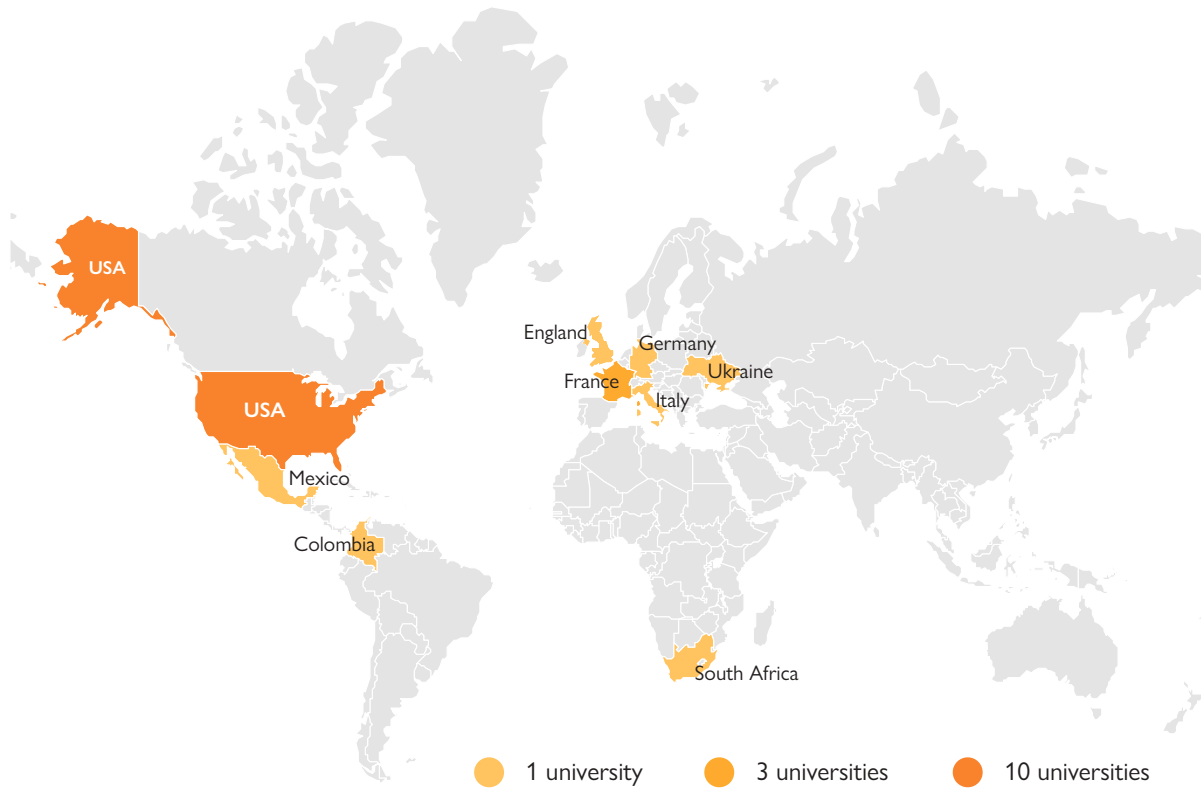 USA
England
Germany
France
Ukraine
Italy
USA
Mexico
Colombia
South Africa
1 university
3 universities
10 universities